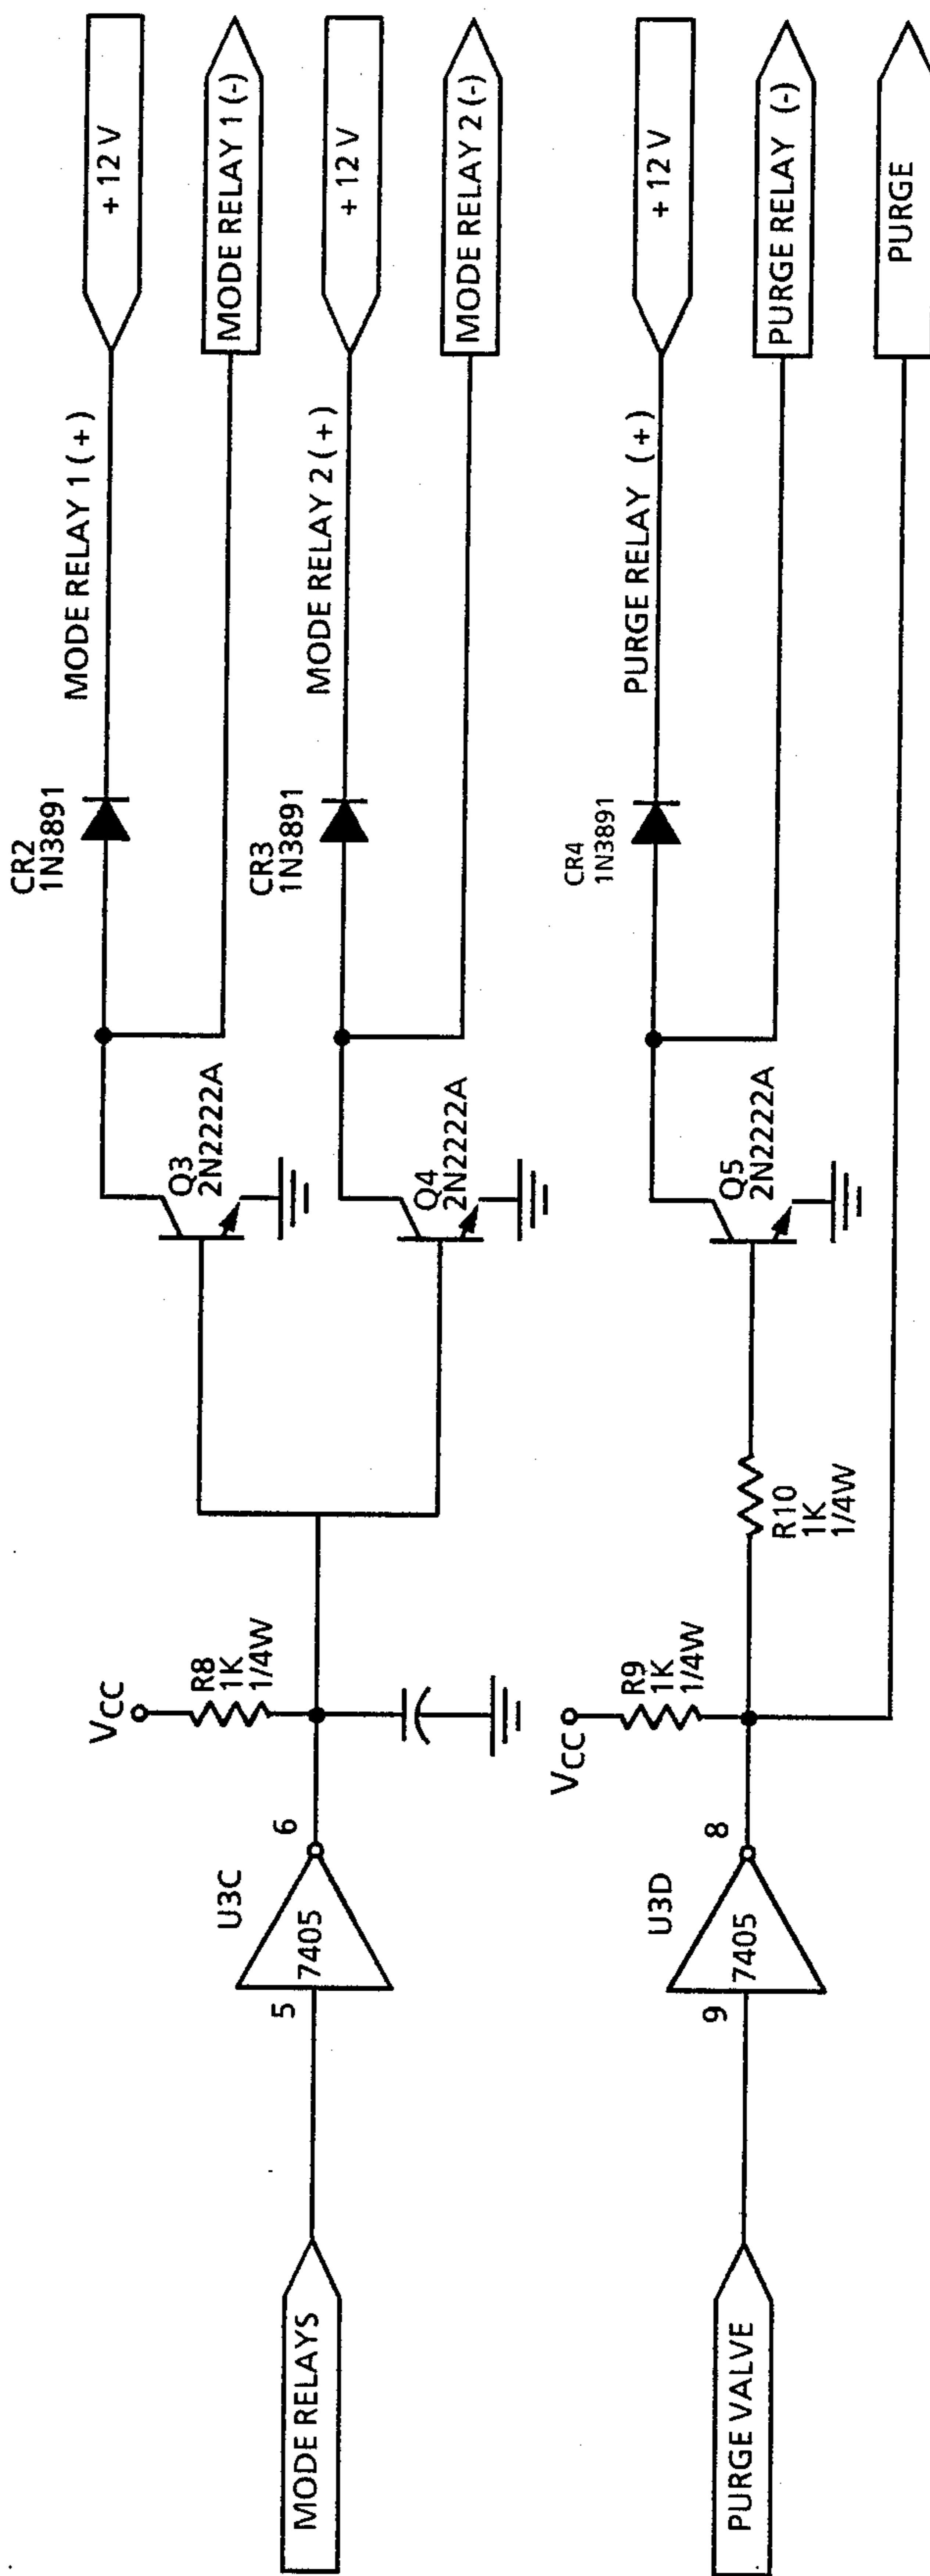 MODE RELAYS
5
7405
U3C
6
VCC
R8
1K
1/4W
Q3
2N2222A
Q4
2N2222A
CR2
1N3891
CR3
1N3891
MODE RELAY 1 (+)
+ 12 V
MODE RELAY 1 (-)
MODE RELAY 2 (+)
+ 12 V
MODE RELAY 2 (-)
PURGE VALVE
9
7405
U3D
8
VCC
R9
1K
1/4W
R10
1K
1/4W
Q5
2N2222A
CR4
1N3891
PURGE RELAY (+)
+ 12 V
PURGE RELAY (-)
PURGE